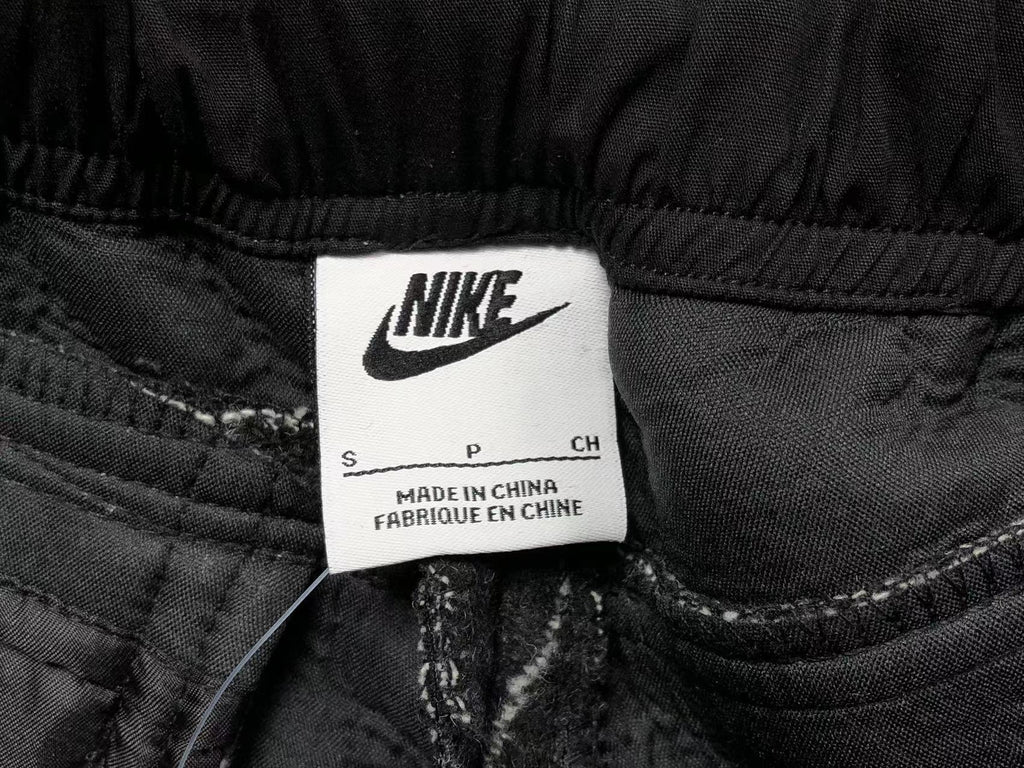 NIKE
S P CH
MADE IN CHINA
FABRIQUE EN CHINE